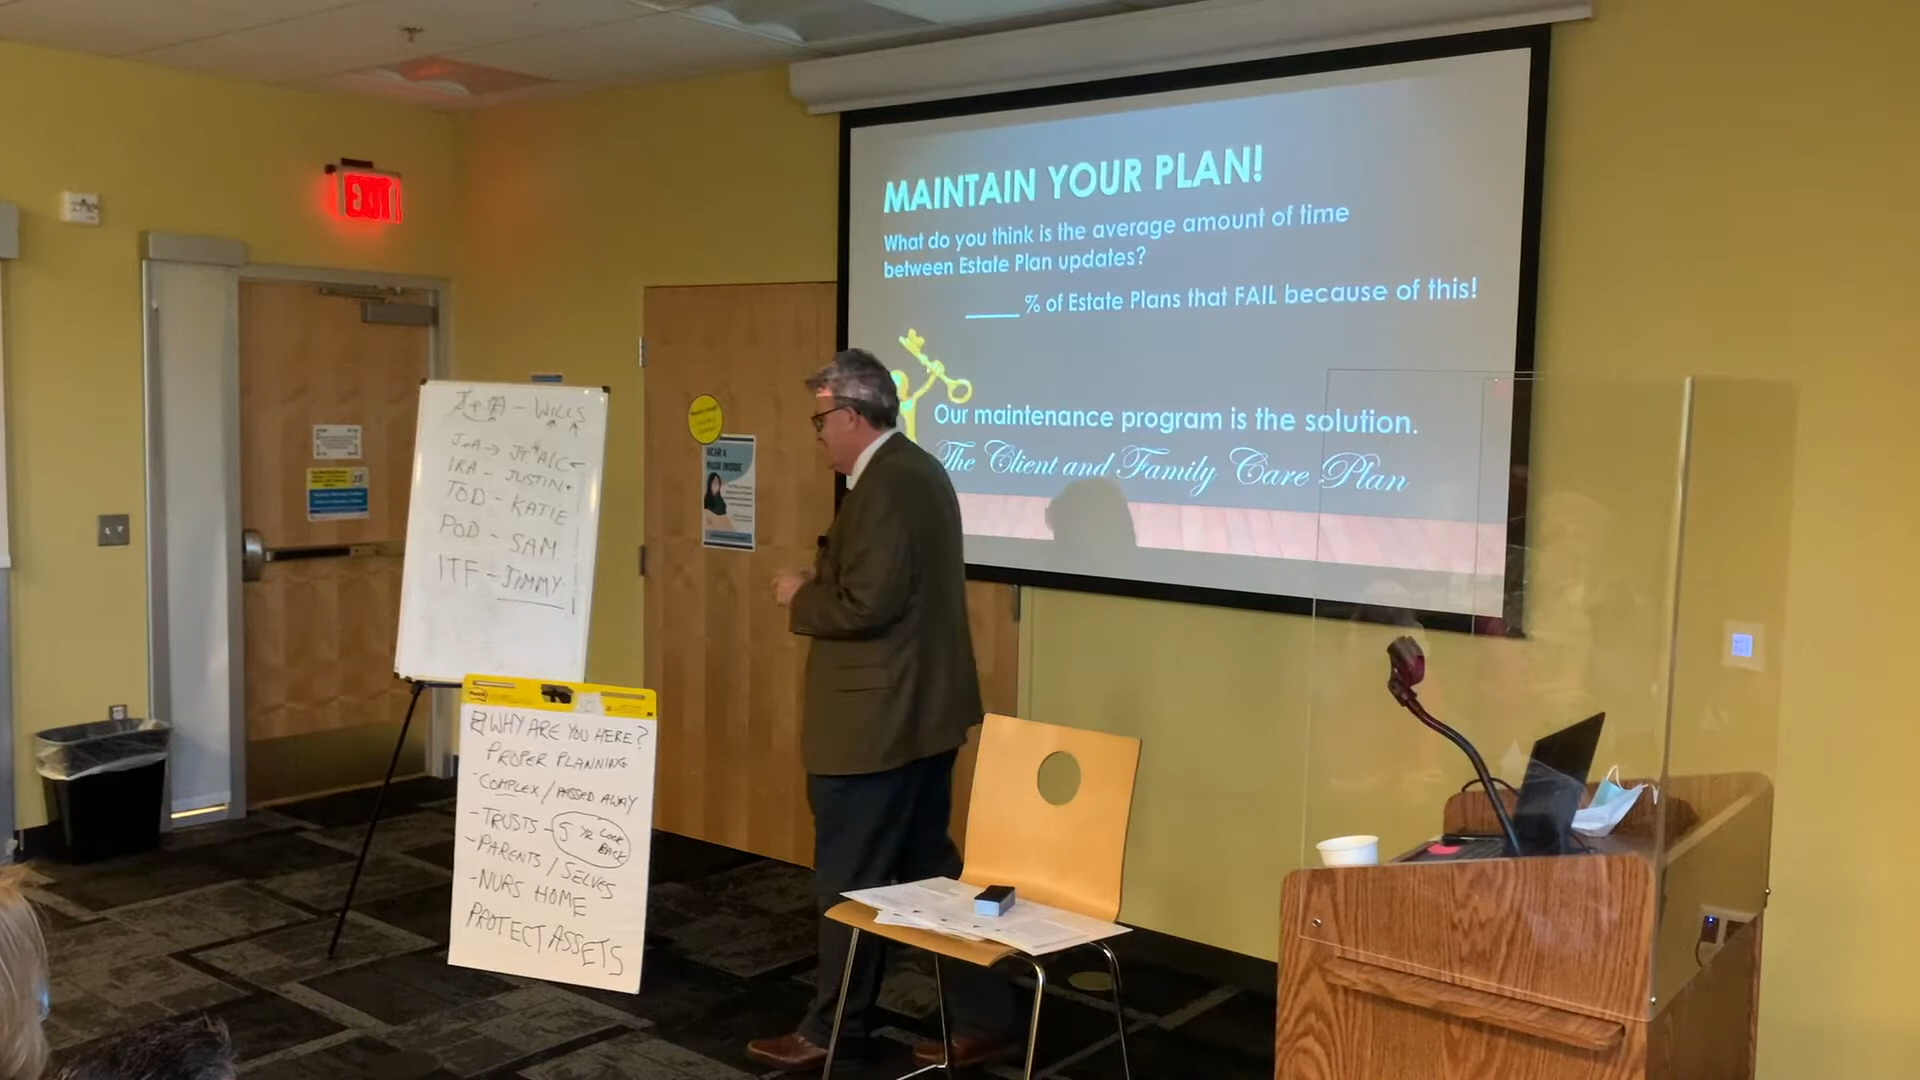 EXIT
MAINTAIN YOUR PLAN!
What do you think is the average amount of time
between Estate Plan updates?
_____ % of Estate Plans that FAIL because of this!
Our maintenance program is the solution.
The Client and Family Care Plan
- WILLS
IRA - JUSTIN
TOD - KATIE
POD - SAM
ITF - JIMMY
WHY ARE YOU HERE?
PROPER PLANNING
- COMPLEX / PASSED AWAY
- TRUSTS - 5 YR LOOK
BACK
- PARENTS / SELVES
- NURS HOME
PROTECT ASSETS
WEAR A
MASK INSIDE